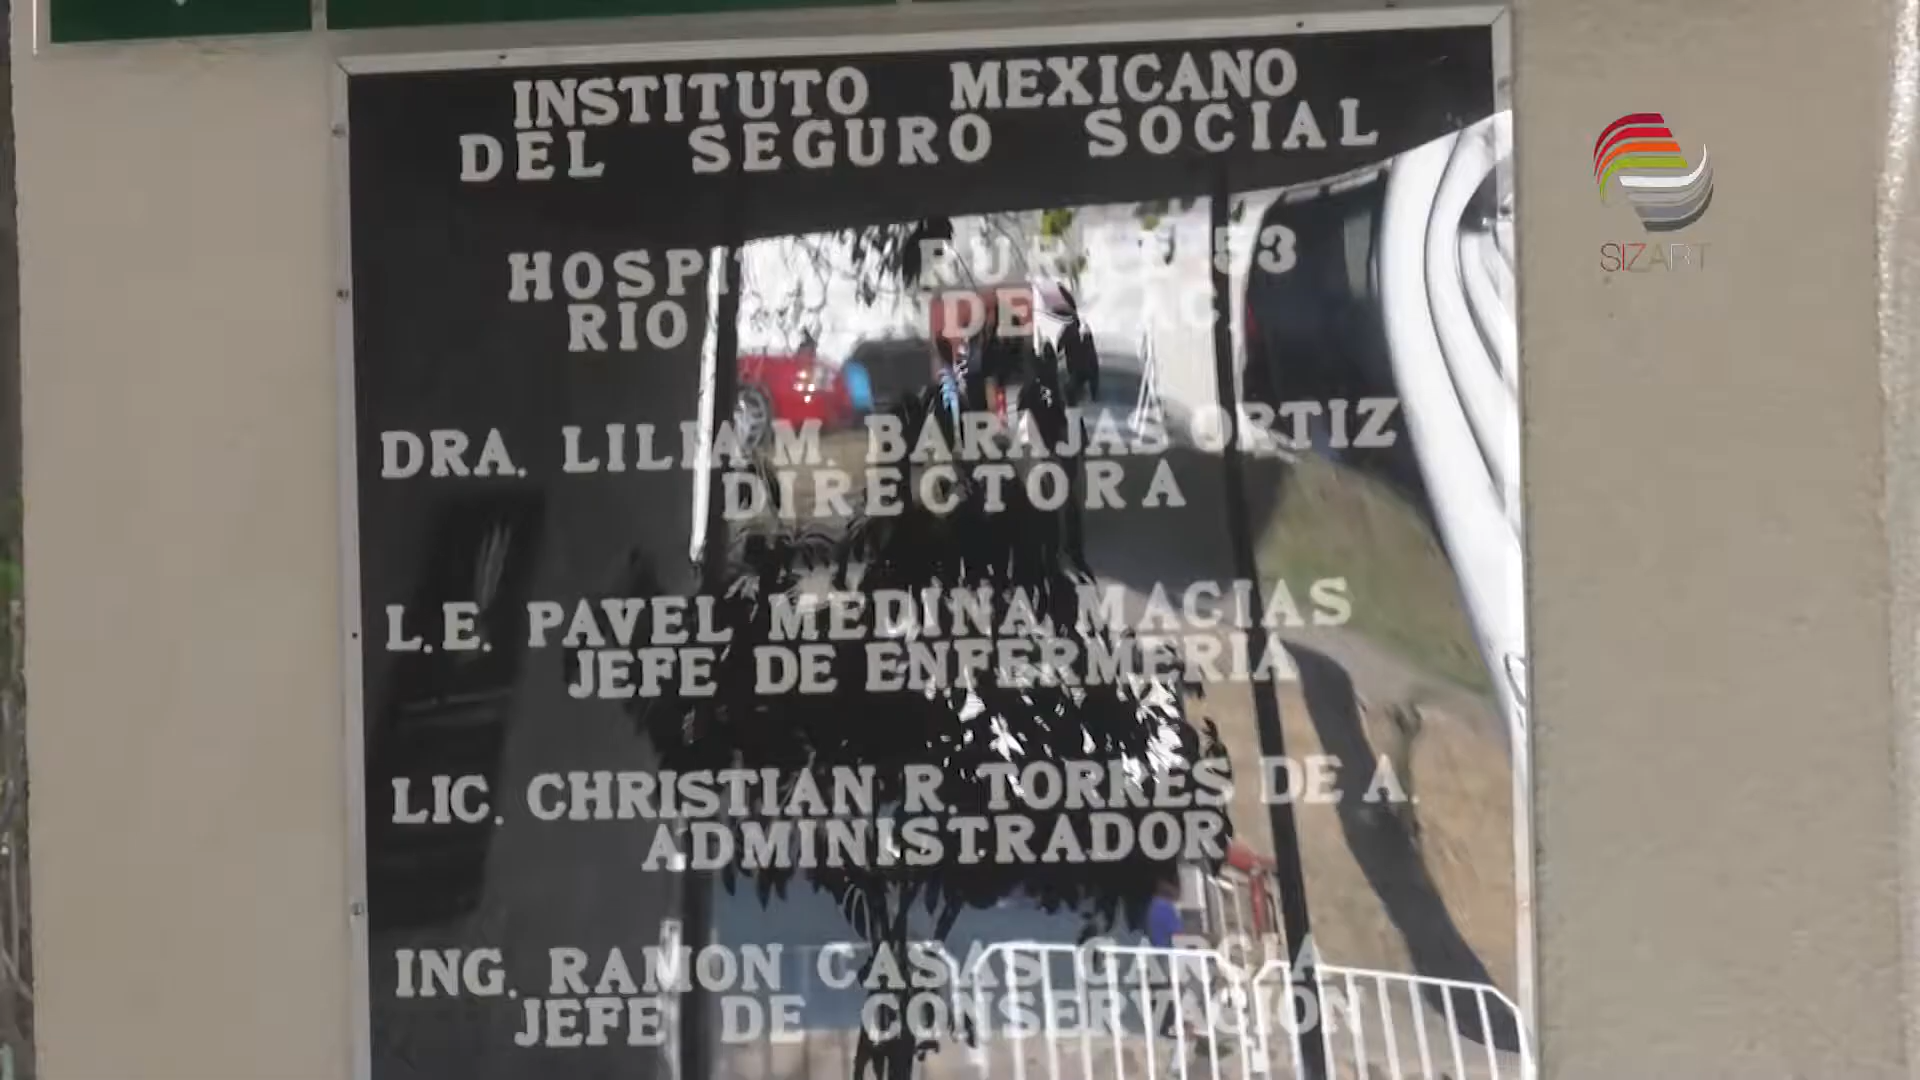 INSTITUTO MEXICANO
DEL SEGURO SOCIAL
HOSPITAL RURAL 53
RIO GRANDE ZAC.
DRA. LILIA M. BARAJAS ORTIZ
DIRECTORA
L.E. PAVEL MEDINA MACIAS
JEFE DE ENFERMERIA
LIC. CHRISTIAN R. TORRES DE A.
ADMINISTRADOR
ING. RAMON CASAS GARCIA
JEFE DE CONSERVACION
SIZART